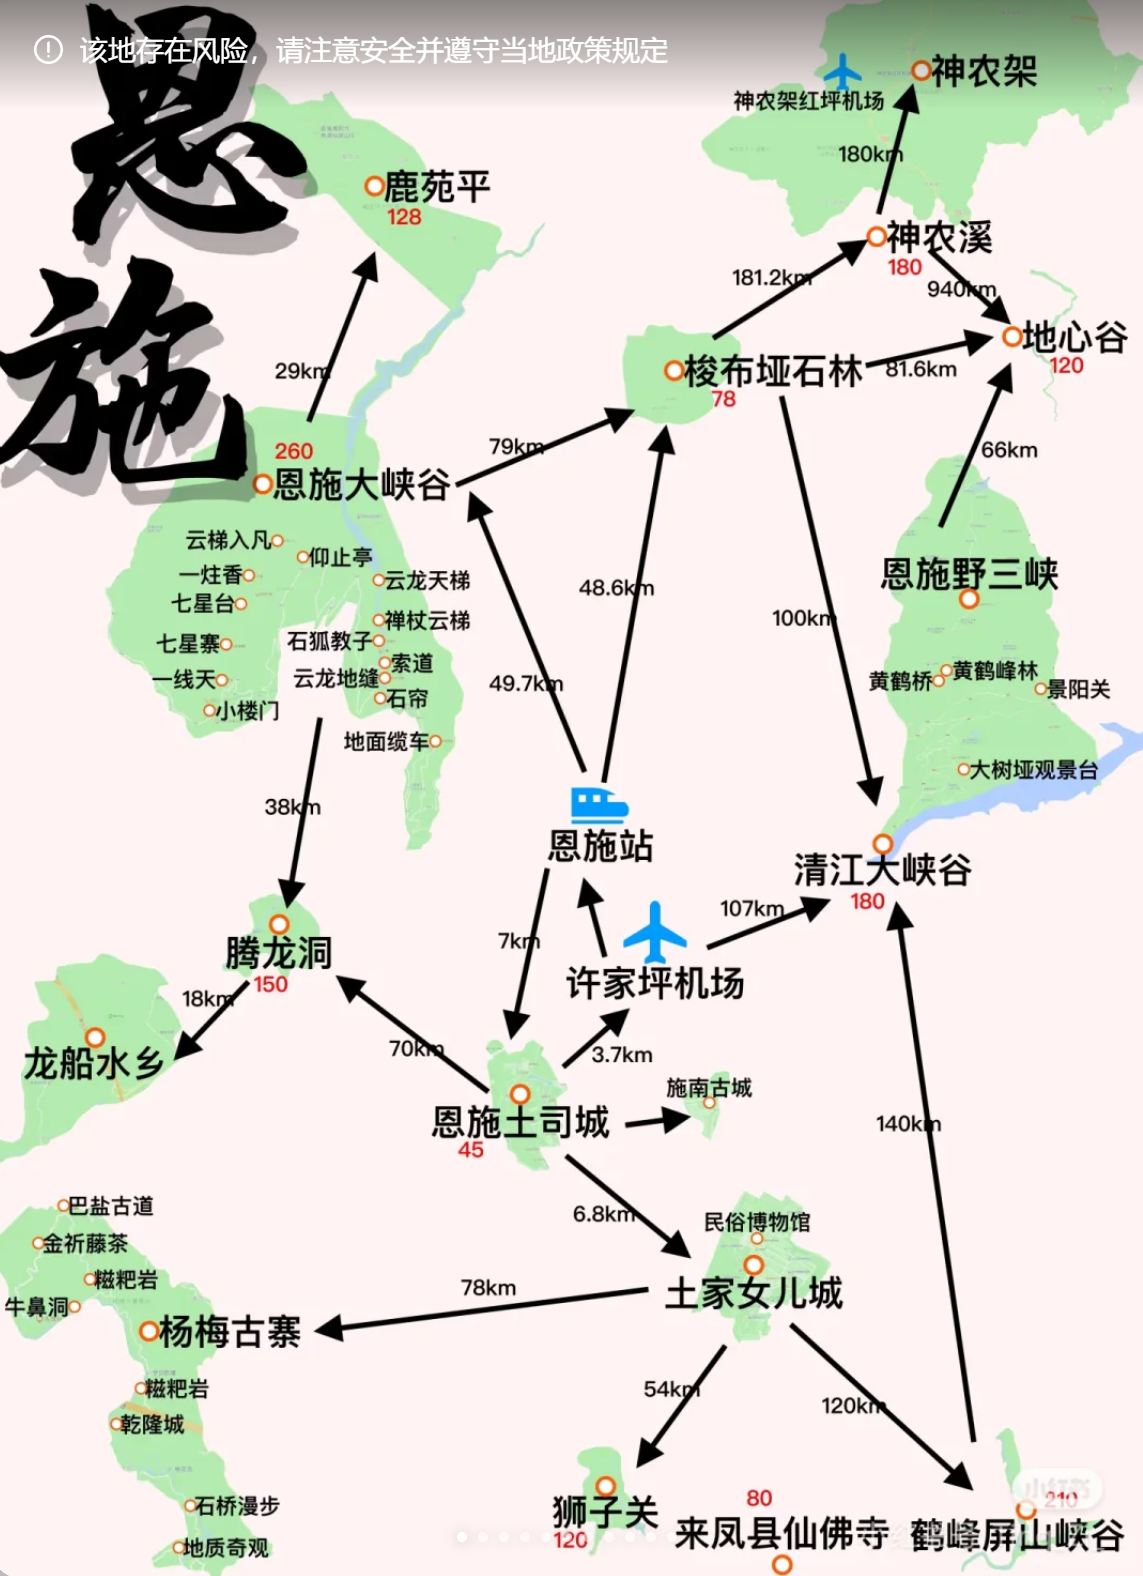 该地存在风险，请注意安全并遵守当地政策规定
恩
施
神农架
神农架红坪机场
180km
鹿苑平
128
神农溪
180
181.2km
940km
地心谷
120
29km
梭布垭石林
78
81.6km
79km
66km
260
恩施大峡谷
云梯入凡
仰止亭
一炷香
云龙天梯
七星台
禅杖云梯
七星寨
石狐教子
索道
一线天
云龙地缝
石帘
小楼门
地面缆车
48.6km
49.7km
100km
恩施野三峡
黄鹤桥
黄鹤峰林
景阳关
大树垭观景台
38km
恩施站
清江大峡谷
180
107km
7km
许家坪机场
腾龙洞
150
18km
龙船水乡
70km
3.7km
施南古城
恩施土司城
45
140km
6.8km
巴盐古道
金祈藤茶
糍粑岩
牛鼻洞
杨梅古寨
糍粑岩
乾隆城
石桥漫步
地质奇观
民俗博物馆
土家女儿城
78km
54km
120km
狮子关
120
80
来凤县仙佛寺
210
鹤峰屏山峡谷
小红书